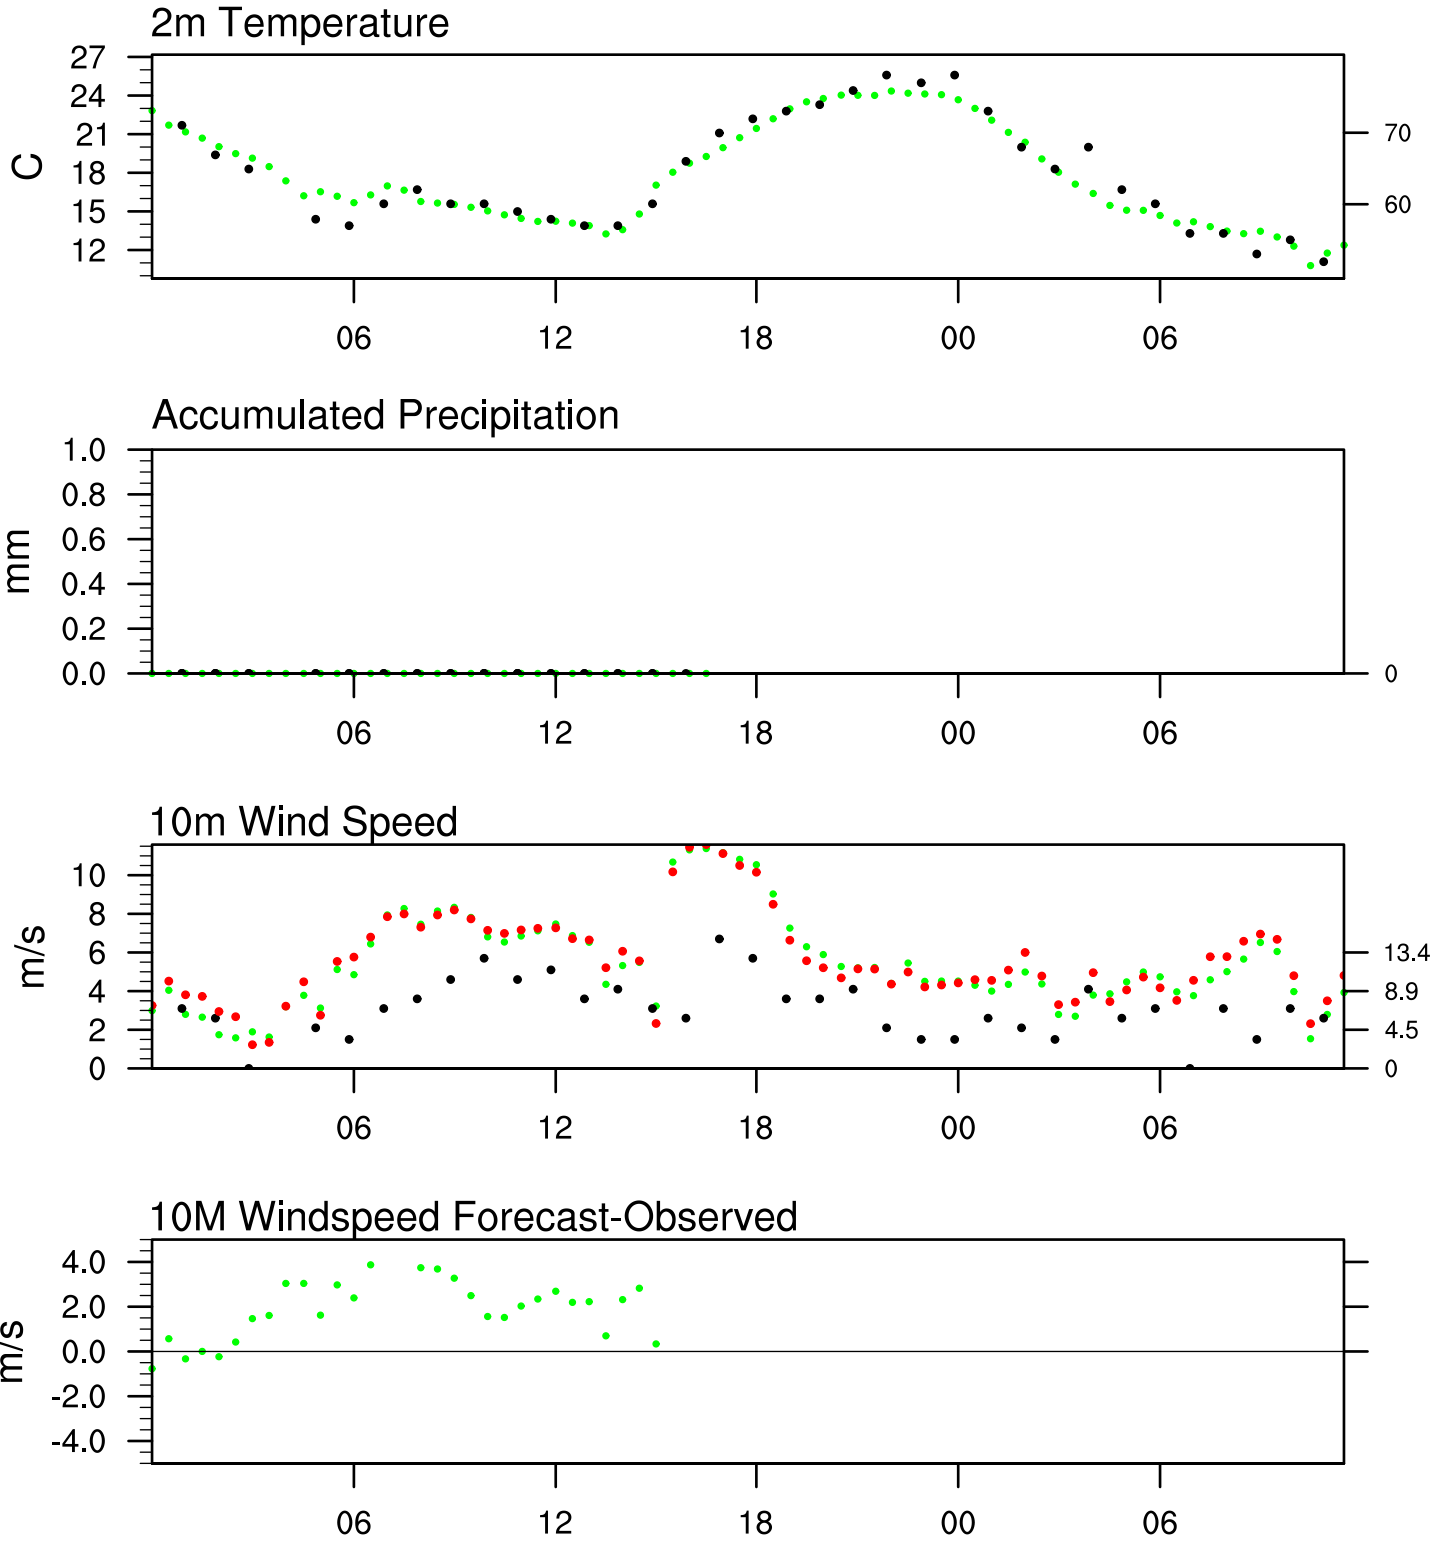 2m Temperature
27
24
21
18
15
12
C
70
60
06 12 18 00 06
Accumulated Precipitation
1.0
0.8
0.6
0.4
0.2
0.0
mm
0
06 12 18 00 06
10m Wind Speed
10
8
6
4
2
0
m/s
13.4
8.9
4.5
0
06 12 18 00 06
10M Windspeed Forecast-Observed
4.0
2.0
0.0
-2.0
-4.0
m/s
06 12 18 00 06